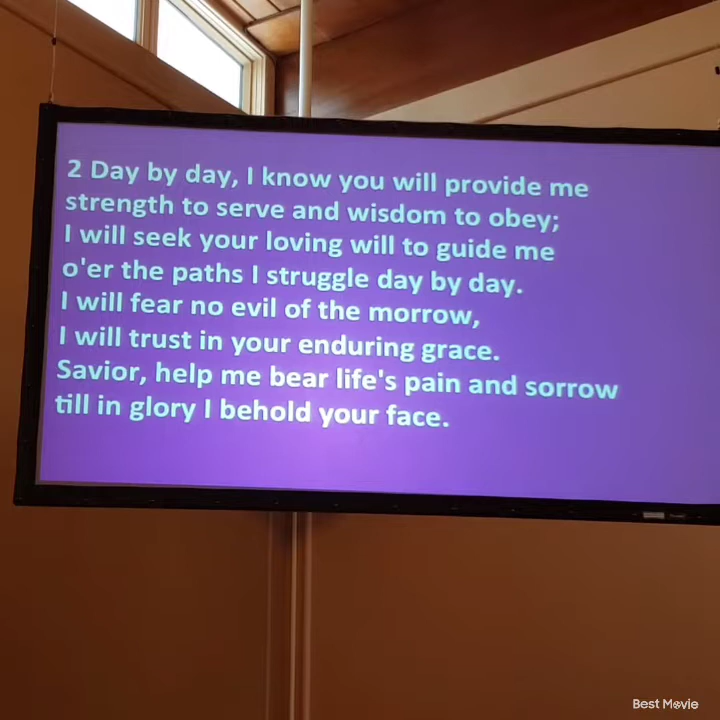 2 Day by day, I know you will provide me
strength to serve and wisdom to obey;
I will seek your loving will to guide me
o'er the paths I struggle day by day.
I will fear no evil of the morrow,
I will trust in your enduring grace.
Savior, help me bear life's pain and sorrow
till in glory I behold your face.
Best Movie